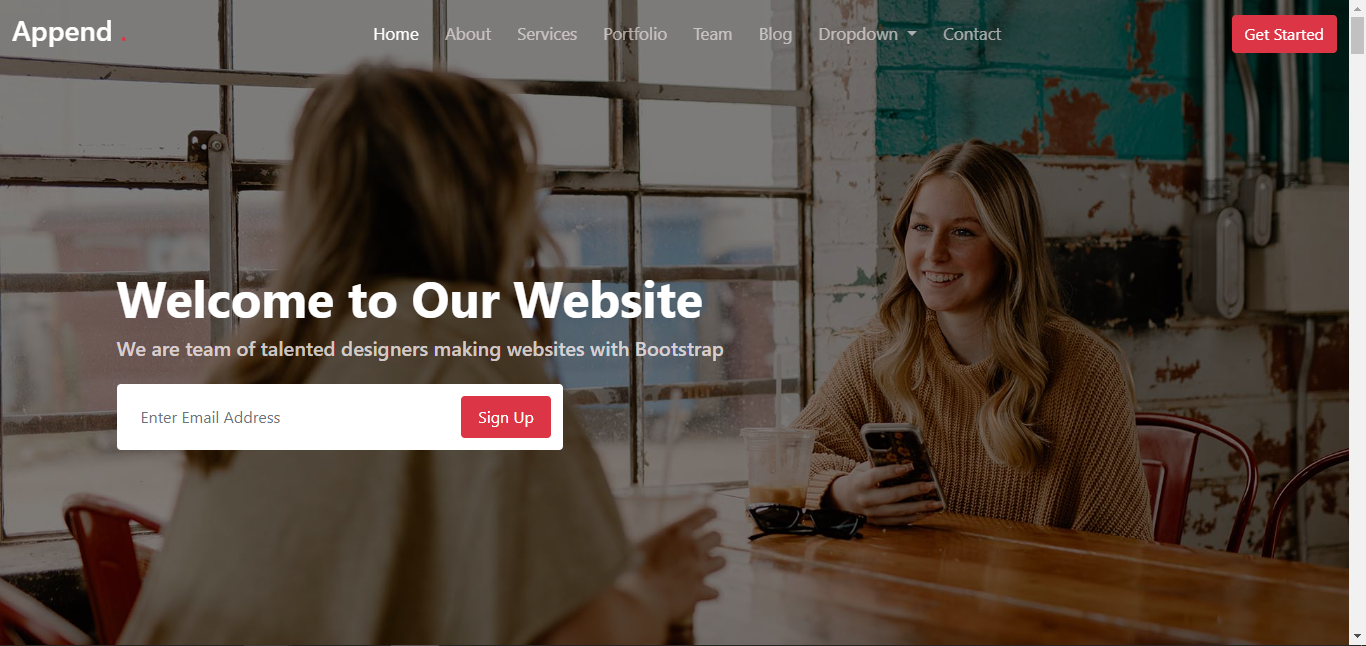 Append .
Home About Services Portfolio Team Blog Dropdown Contact
Get Started
Welcome to Our Website
We are team of talented designers making websites with Bootstrap
Enter Email Address
Sign Up